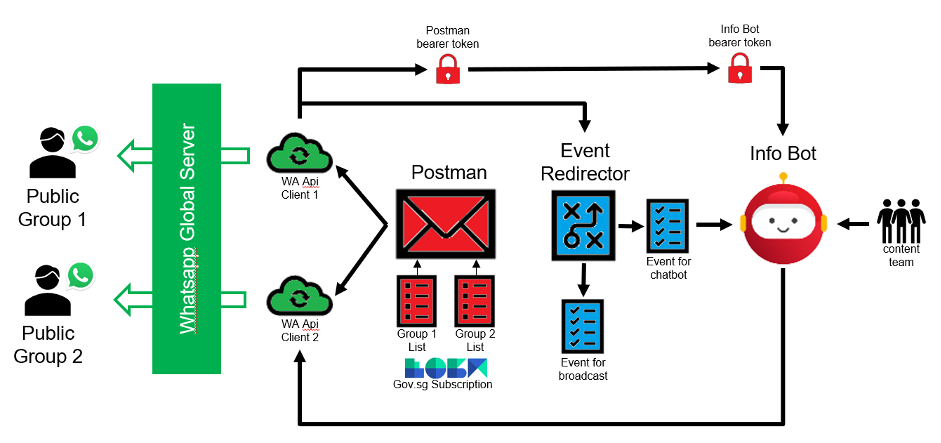 Postman
bearer token
Info Bot
bearer token
Whatsapp Global Server
Public
Group 1
WA Api
Client 1
Postman
Event
Redirector
Info Bot
Event for
chatbot
content
team
Public
Group 2
WA Api
Client 2
Group 1
List
Group 2
List
Gov.sg Subscription
Event for
broadcast